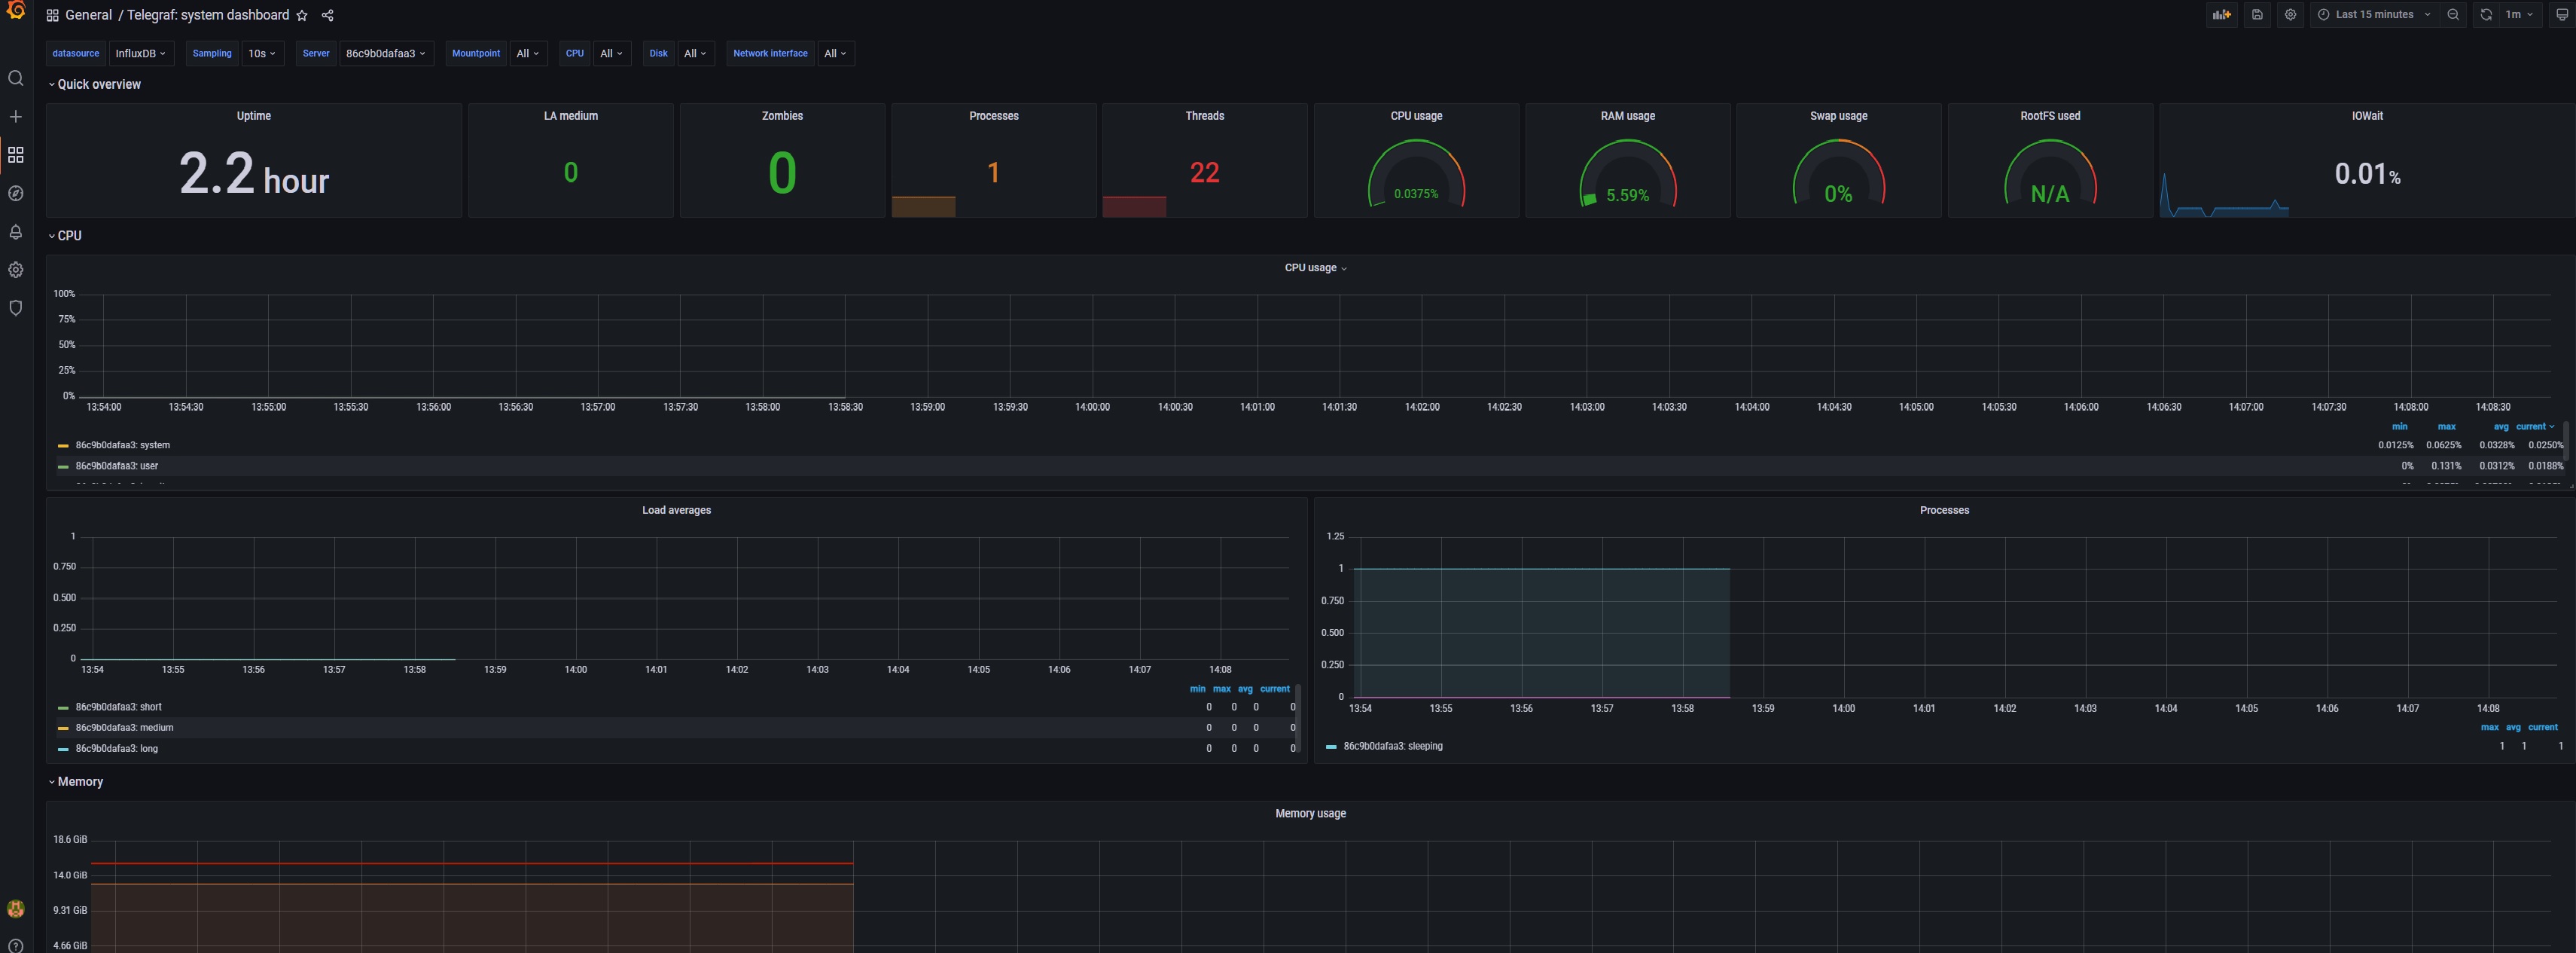 General / Telegraf: system dashboard
Last 15 minutes 1m
datasource InfluxDB Sampling 10s Server 86c9b0dafaa3 Mountpoint All CPU All Disk All Network interface All
Quick overview
Uptime LA medium Zombies Processes Threads CPU usage RAM usage Swap usage RootFS used IOWait
2.2 hour 0 0 1 22 0.0375% 5.59% 0% N/A 0.01%
CPU
CPU usage
100%
75%
50%
25%
0%
13:54:00 13:54:30 13:55:00 13:55:30 13:56:00 13:56:30 13:57:00 13:57:30 13:58:00 13:58:30 13:59:00 13:59:30 14:00:00 14:00:30 14:01:00 14:01:30 14:02:00 14:02:30 14:03:00 14:03:30 14:04:00 14:04:30 14:05:00 14:05:30 14:06:00 14:06:30 14:07:00 14:07:30 14:08:00 14:08:30
min max avg current
86c9b0dafaa3: system 0.0125% 0.0625% 0.0328% 0.0250%
86c9b0dafaa3: user 0% 0.131% 0.0312% 0.0188%
Load averages
1
0.750
0.500
0.250
0
13:54 13:55 13:56 13:57 13:58 13:59 14:00 14:01 14:02 14:03 14:04 14:05 14:06 14:07 14:08
min max avg current
86c9b0dafaa3: short 0 0 0 0
86c9b0dafaa3: medium 0 0 0 0
86c9b0dafaa3: long 0 0 0 0
Processes
1.25
1
0.750
0.500
0.250
0
13:54 13:55 13:56 13:57 13:58 13:59 14:00 14:01 14:02 14:03 14:04 14:05 14:06 14:07 14:08
max avg current
86c9b0dafaa3: sleeping 1 1 1
Memory
Memory usage
18.6 GiB
14.0 GiB
9.31 GiB
4.66 GiB